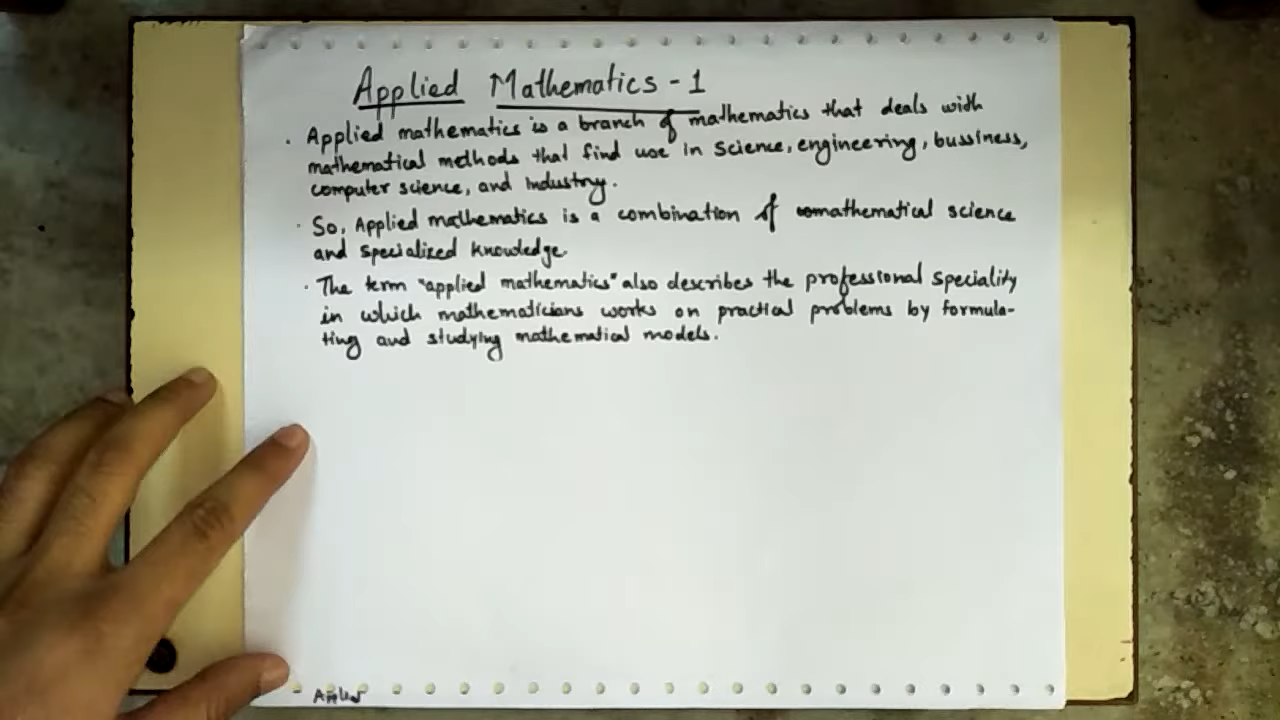 Applied Mathematics - 1
• Applied mathematics is a branch of mathematics that deals with
mathematical methods that find use in science, engineering, bussiness,
computer science, and industry.
• So, Applied mathematics is a combination of mathematical science
and specialized knowledge.
• The term "applied mathematics" also describes the professional speciality
in which mathematicians works on practical problems by formula-
ting and studying mathematical models.